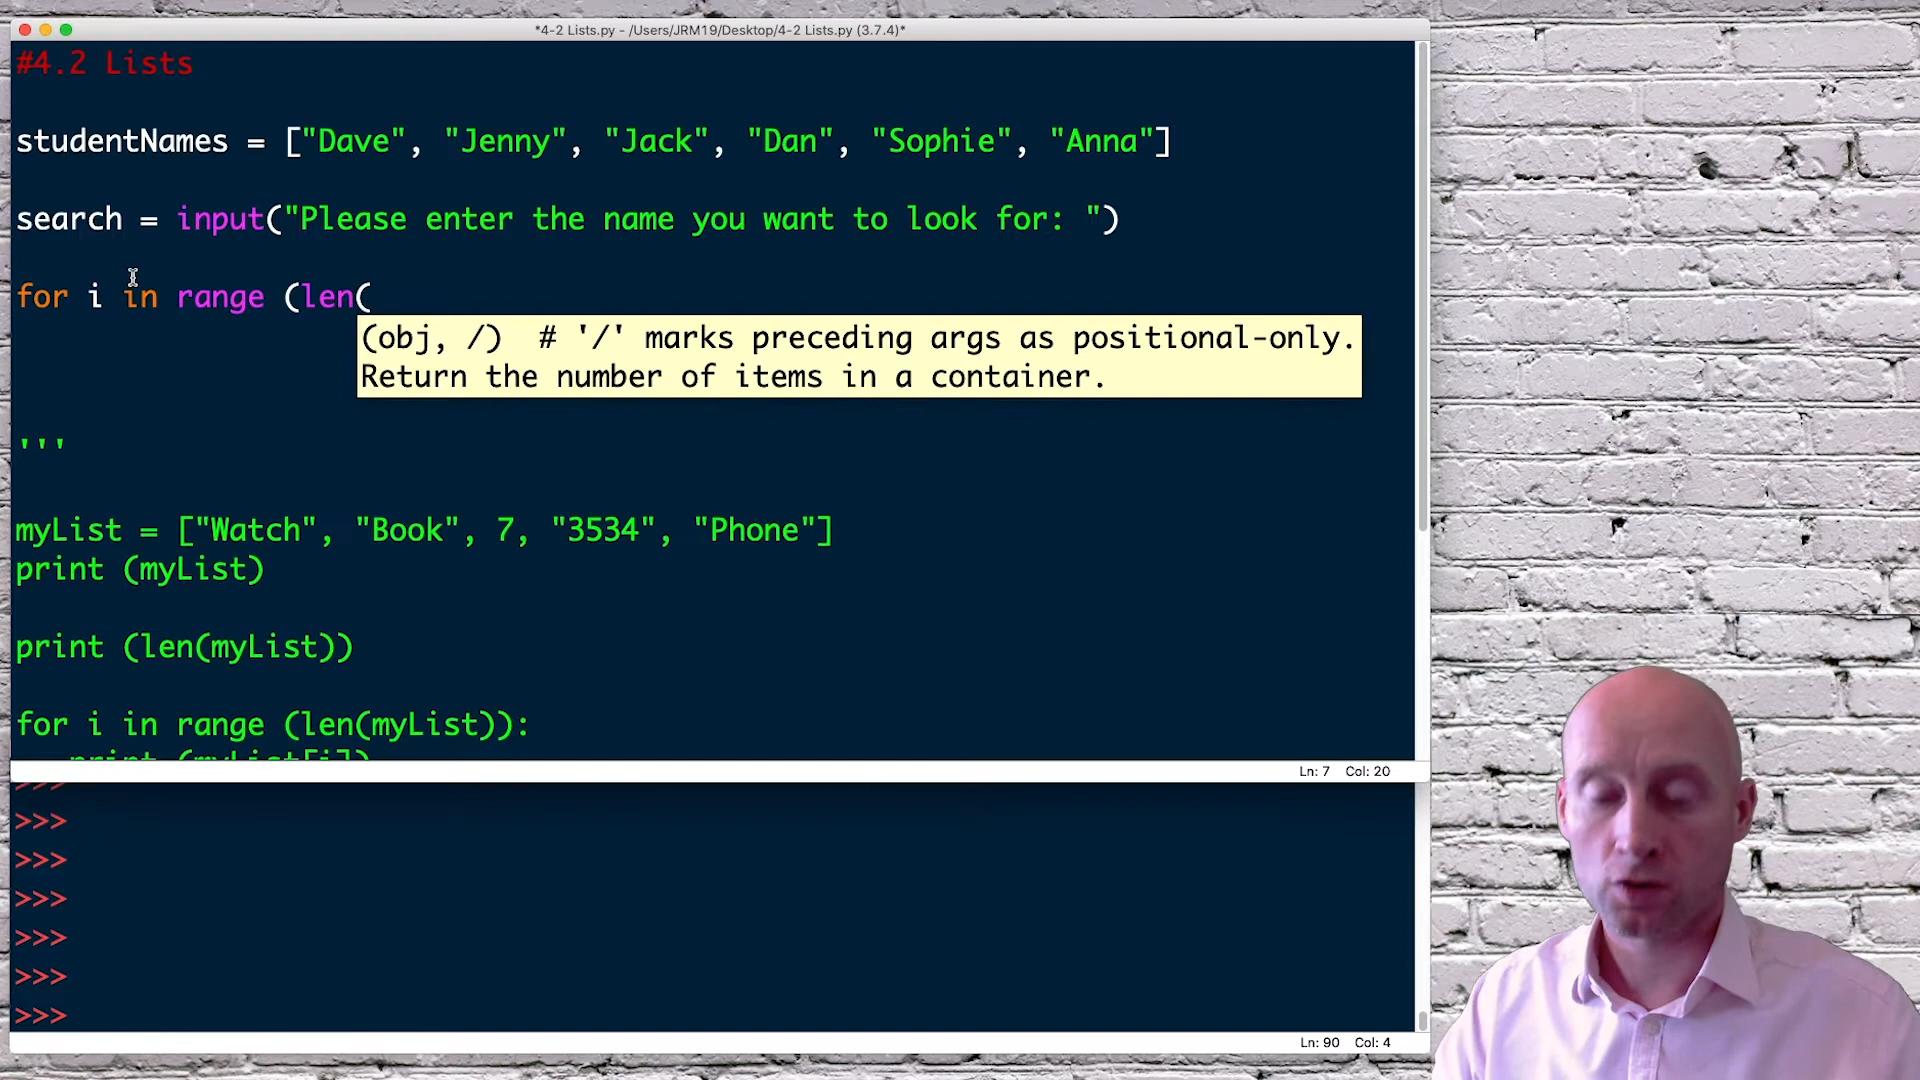 *4-2 Lists.py - /Users/JRM19/Desktop/4-2 Lists.py (3.7.4)*
#4.2 Lists
studentNames = ["Dave", "Jenny", "Jack", "Dan", "Sophie", "Anna"]
search = input("Please enter the name you want to look for: ")
for i in range (len(
(obj, /)  # '/' marks preceding args as positional-only.
Return the number of items in a container.
'''
myList = ["Watch", "Book", 7, "3534", "Phone"]
print (myList)
print (len(myList))
for i in range (len(myList)):
print (myList[i])
Ln: 7 Col: 20
>>>
>>>
>>>
>>>
>>>
>>>
>>>
Ln: 90 Col: 4